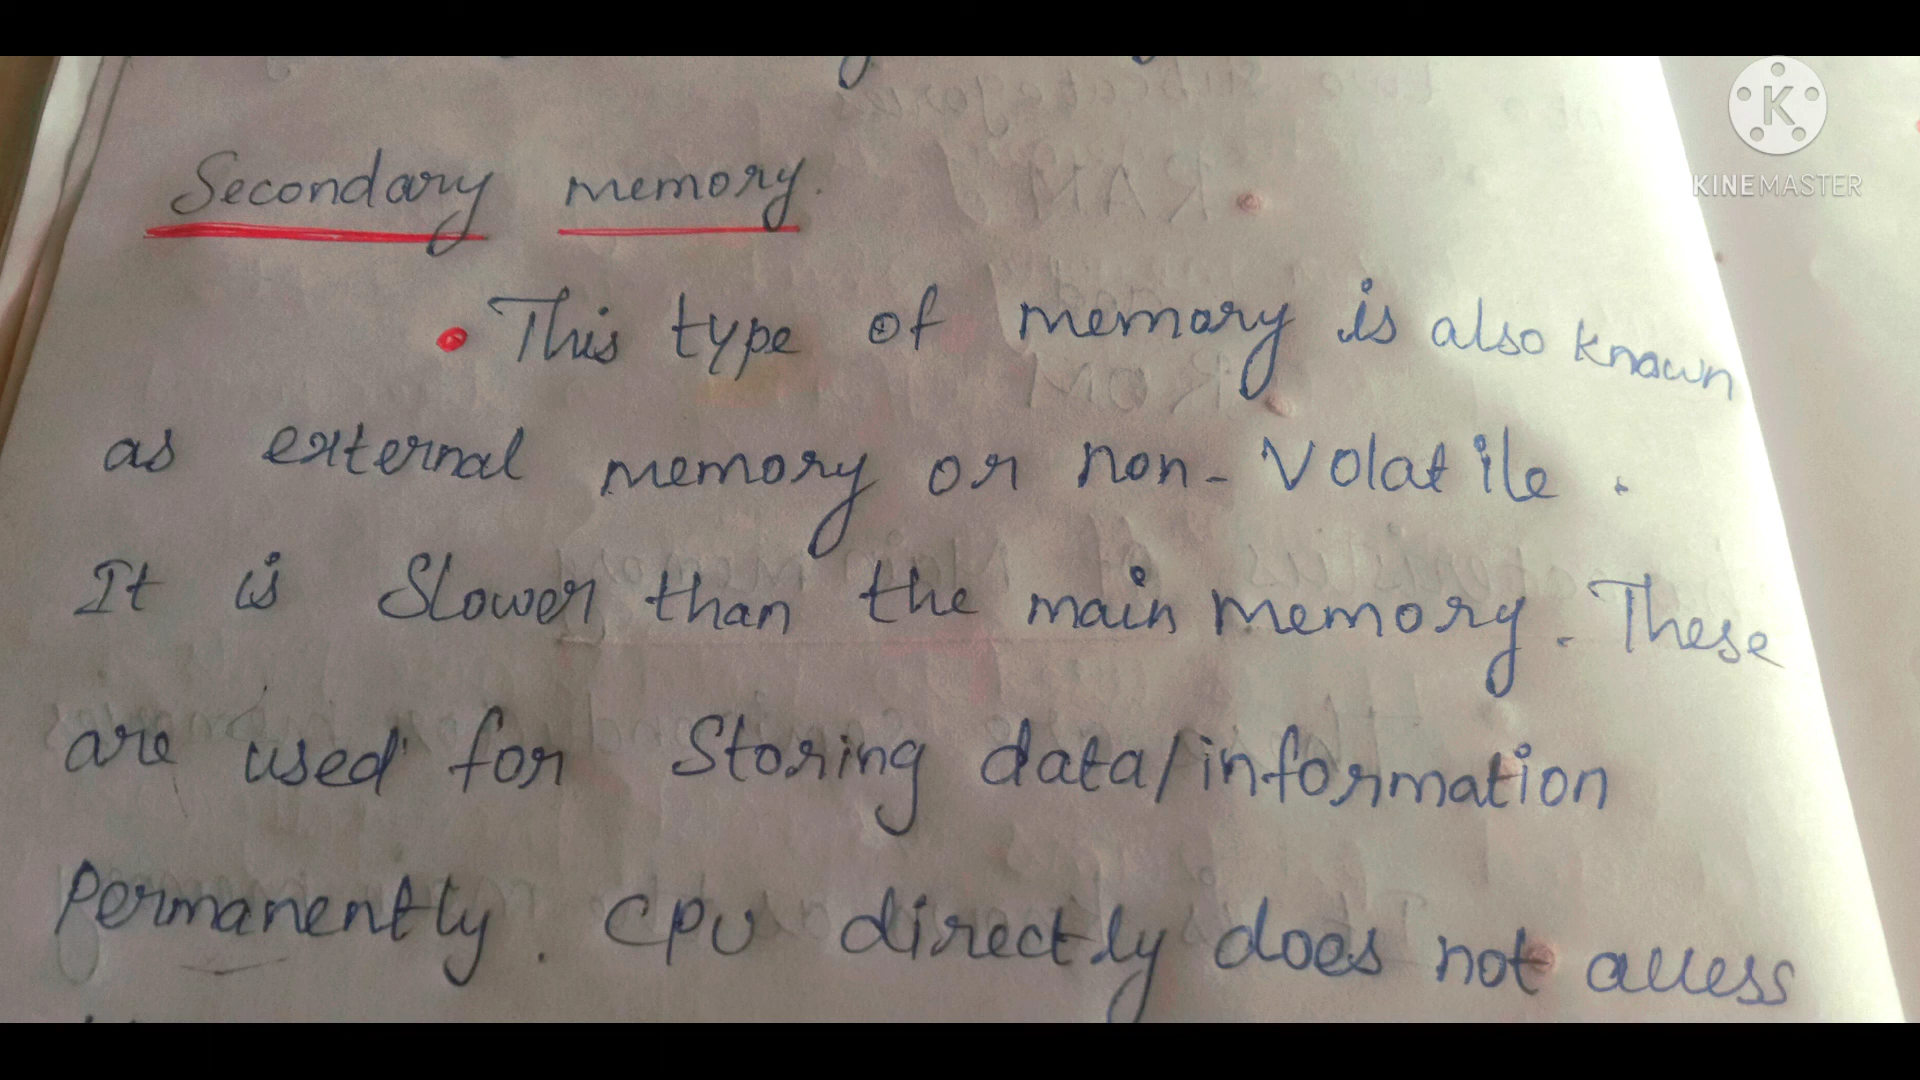 Secondary memory.
• This type of memory is also known
as external memory or non-Volatile.
It is Slower than the main memory. These
are used for Storing data/information
Permanently. CPU directly does not access
KINEMASTER